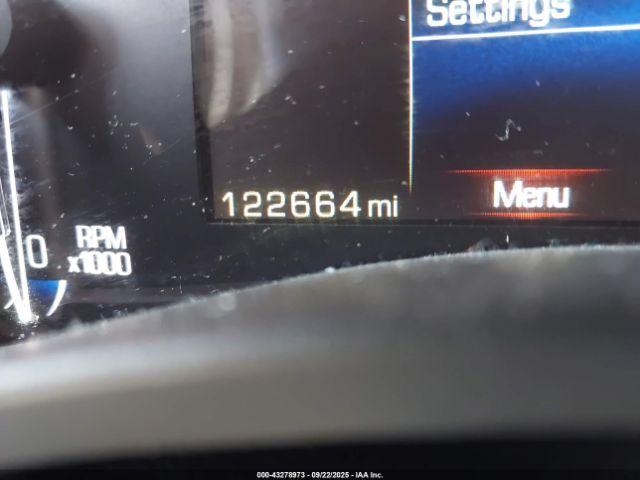 Settings
Menu
122664 mi
0
RPM
x1000
000-43278973 - 09/22/2025 - IAA Inc.